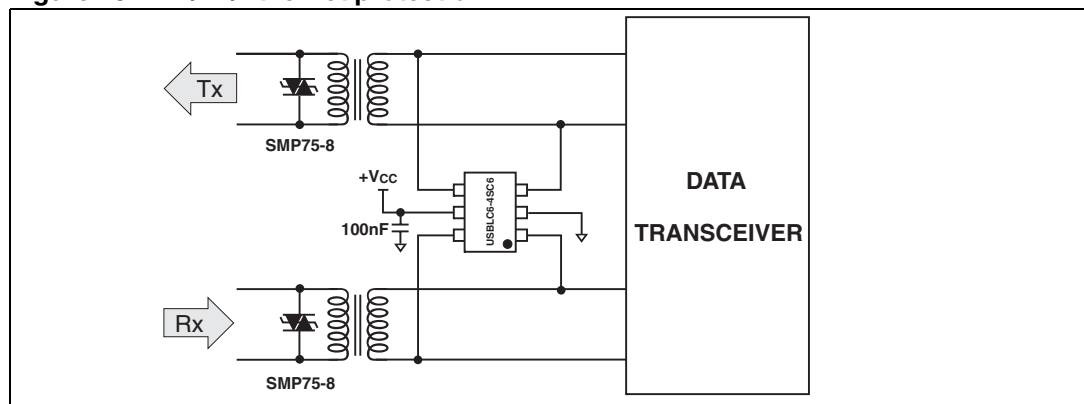 Tx
SMP75-8
+Vcc
100nF
USBLC6-4SC6
DATA
TRANSCEIVER
Rx
SMP75-8